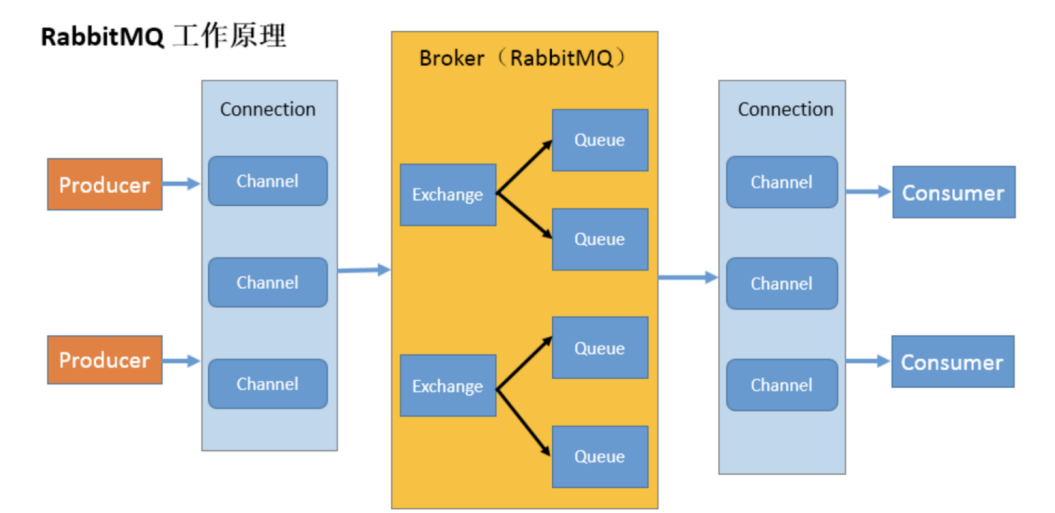 RabbitMQ 工作原理
Producer
Producer
Connection
Channel
Channel
Channel
Broker（RabbitMQ）
Exchange
Queue
Queue
Exchange
Queue
Queue
Connection
Channel
Channel
Channel
Consumer
Consumer